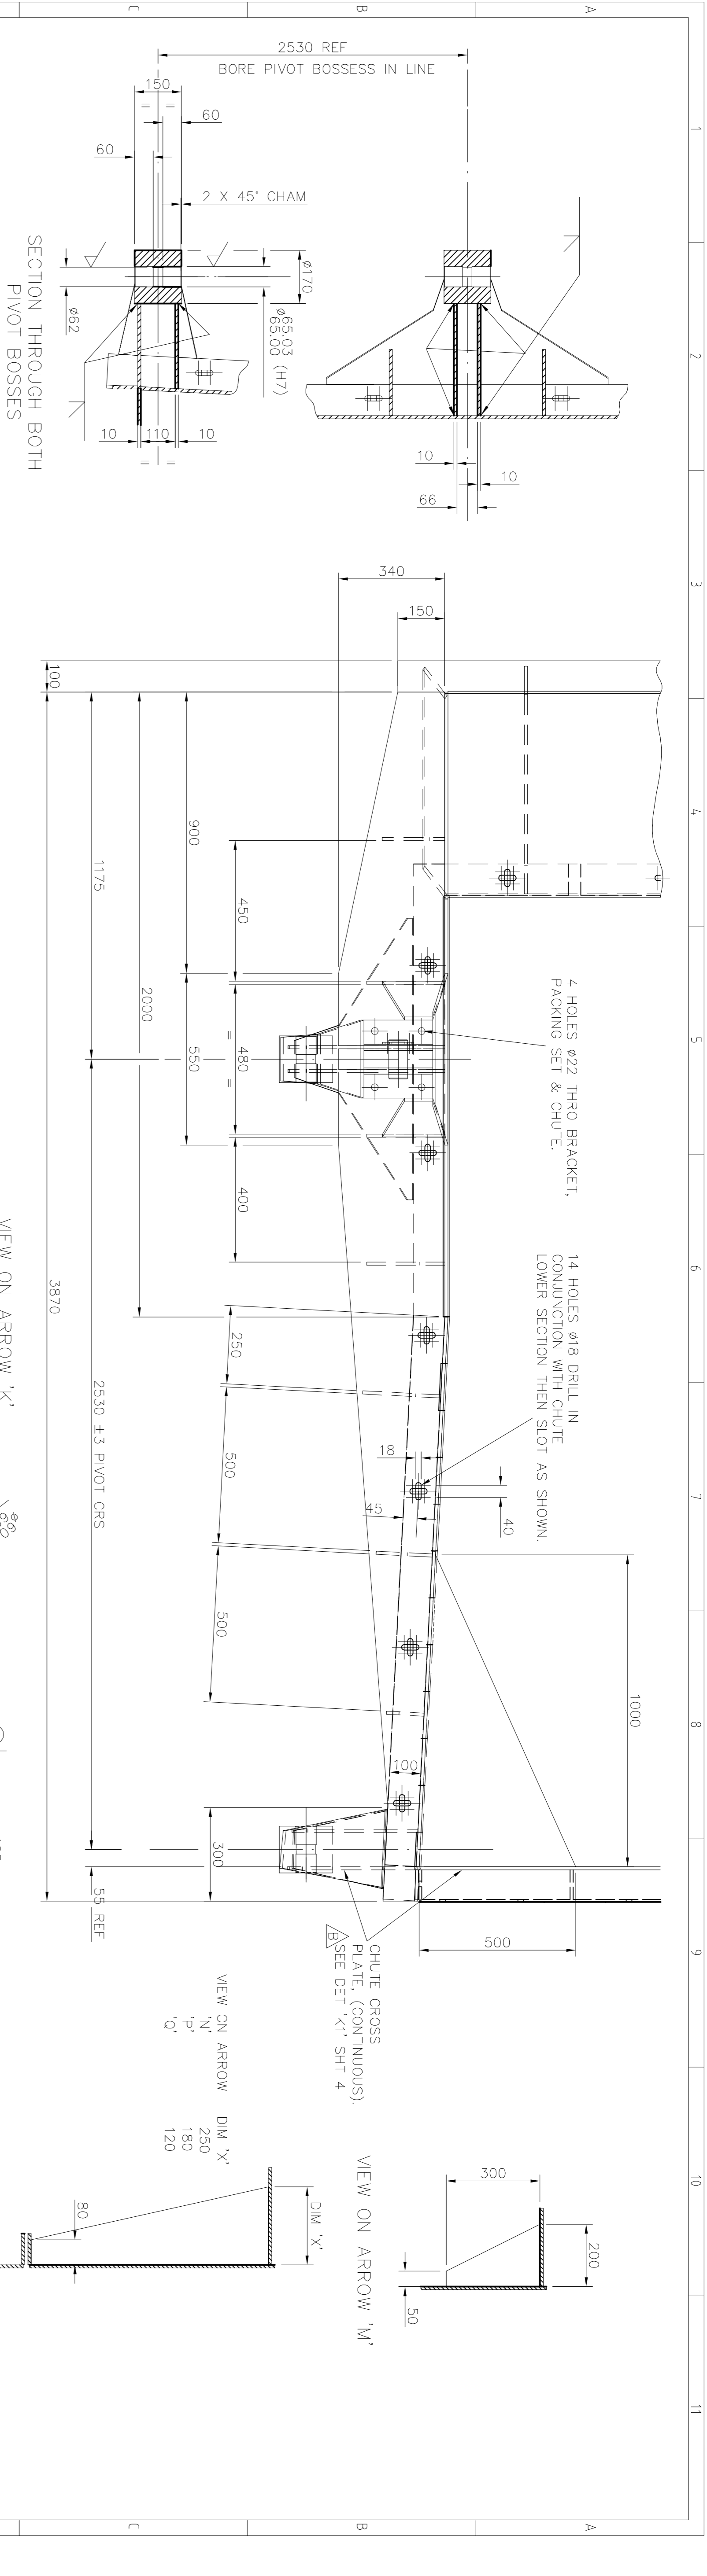 1
2
3
4
5
6
7
8
9
10
11
A
B
C
A
B
C
2530 REF
BORE PIVOT BOSSESS IN LINE
150
=
=
60
60
2 X 45° CHAM
ø170
ø65.03
65.00 (H7)
ø62
10
110
10
=
=
10
10
66
SECTION THROUGH BOTH
PIVOT BOSSES
340
150
100
900
1175
2000
450
=
480
=
550
400
3870
2530 ±3 PIVOT CRS
250
500
500
18
45
40
1000
100
300
55 REF
500
4 HOLES ø22 THRO BRACKET,
PACKING SET & CHUTE.
14 HOLES ø18 DRILL IN
CONJUNCTION WITH CHUTE
LOWER SECTION THEN SLOT AS SHOWN.
CHUTE CROSS
PLATE, (CONTINUOUS).
SEE DET 'K1' SHT 4
B
VIEW ON ARROW 'K'
VIEW ON ARROW DIM 'X'
'N' 250
'P' 180
'Q' 120
300
200
50
VIEW ON ARROW 'M'
DIM 'X'
80